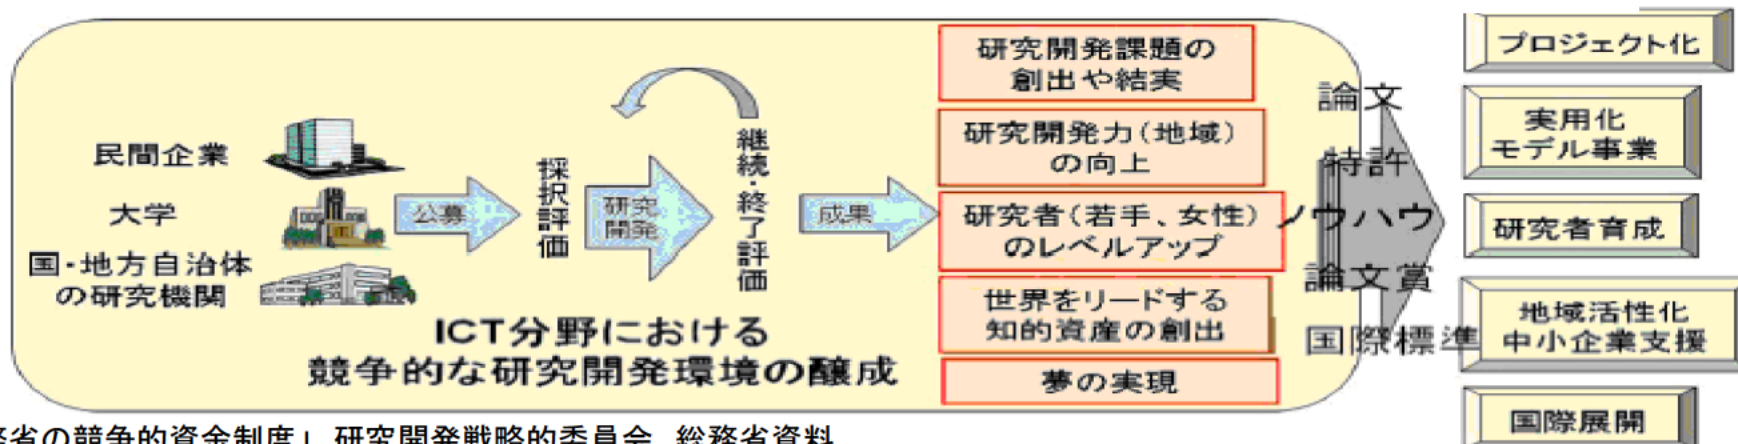 民間企業
大学
国・地方自治体
の研究機関
公募
採択評価
研究
開発
継続・終了評価
成果
ICT分野における
競争的な研究開発環境の醸成
研究開発課題の
創出や結実
研究開発力（地域）
の向上
研究者（若手、女性）
のレベルアップ
世界をリードする
知的資産の創出
夢の実現
論文
特許
ノウハウ
論文賞
国際標準
プロジェクト化
実用化
モデル事業
研究者育成
地域活性化
中小企業支援
国際展開
務省の競争的資金制度」 研究開発戦略的委員会 総務省資料